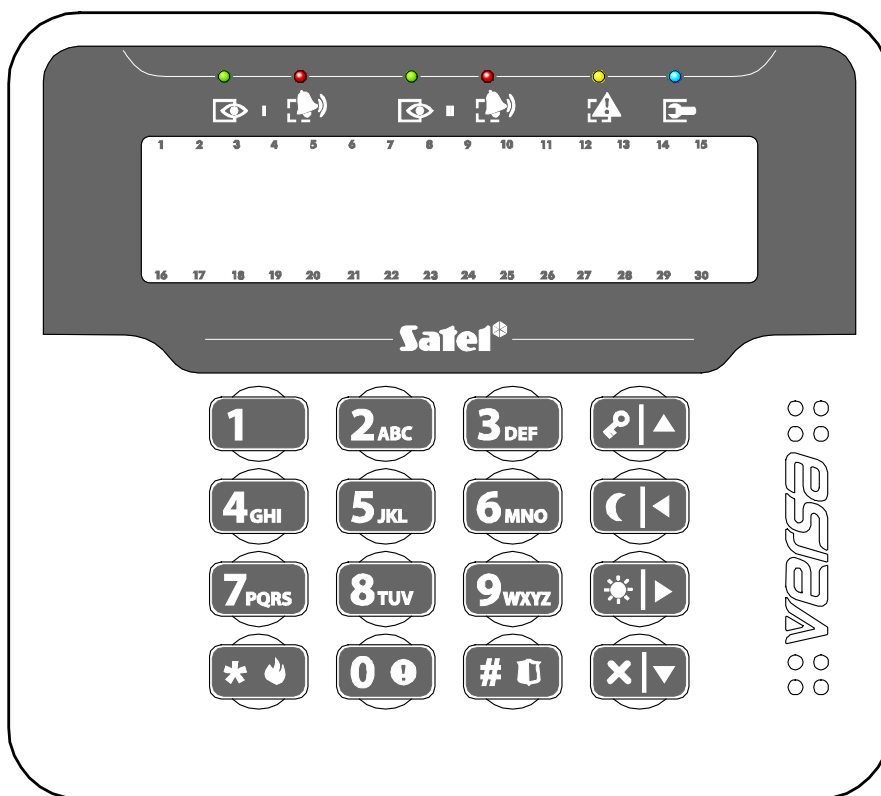 I II
1 2 3 4 5 6 7 8 9 10 11 12 13 14 15
16 17 18 19 20 21 22 23 24 25 26 27 28 29 30
Satel
1 2ABC 3DEF
4GHI 5JKL 6MNO
7PQRS 8TUV 9WXYZ
* 0 #
VERSA